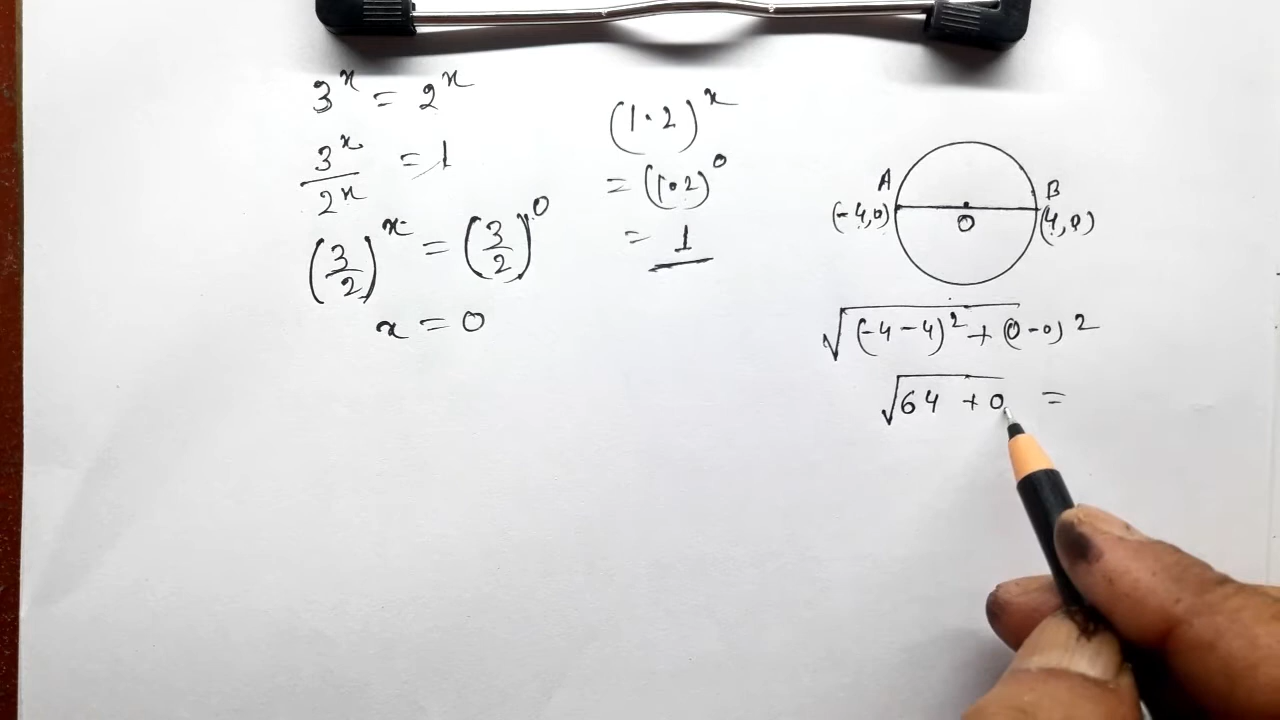 3^x = 2^x
3^x / 2^x = 1
(3/2)^x = (3/2)^0
x = 0
(1·2)^x
= (1·2)^0
= 1
A B
(-4,0) O (4,0)
√(-4-4)^2 + (0-0)^2
√64 + 0 =